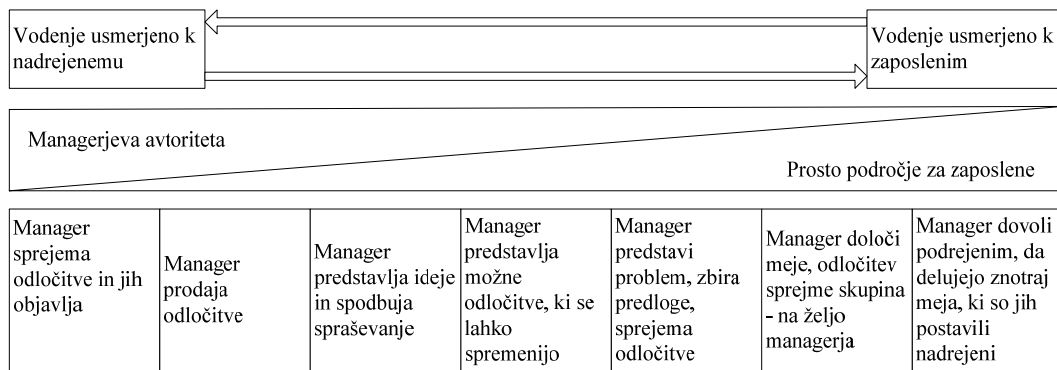 Vodenje usmerjeno k
nadrejenemu
Vodenje usmerjeno k
zaposlenim
Managerjeva avtoriteta
Prosto področje za zaposlene
Manager
sprejema
odločitve in jih
objavlja
Manager
prodaja
odločitve
Manager
predstavlja ideje
in spodbuja
spraševanje
Manager
predstavlja
možne
odločitve, ki se
lahko
spremenijo
Manager
predstavi
problem, zbira
predloge,
sprejema
odločitve
Manager določi
meje, odločitev
sprejme skupina
- na željo
managerja
Manager dovoli
podrejenim, da
delujejo znotraj
meja, ki so jih
postavili
nadrejeni